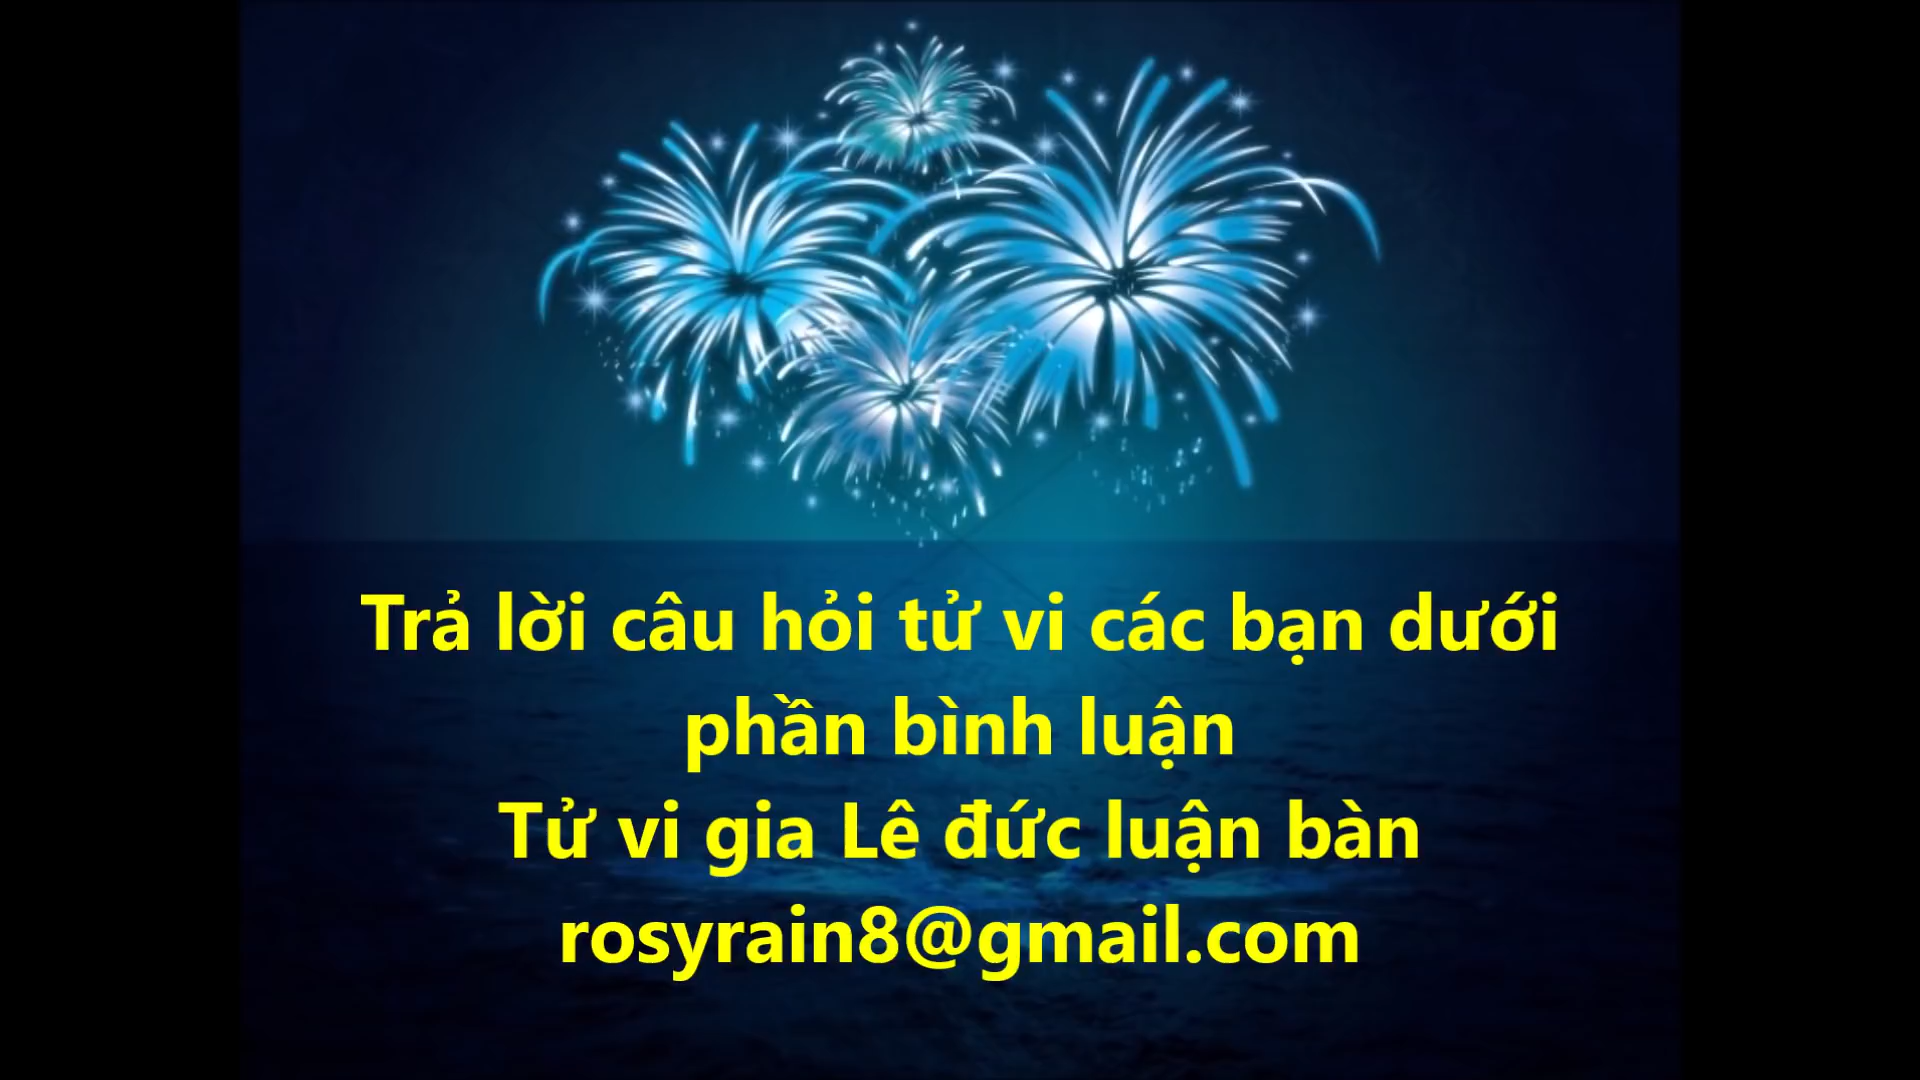 Trả lời câu hỏi tử vi các bạn dưới
phần bình luận
Tử vi gia Lê đức luận bàn
rosyrain8@gmail.com